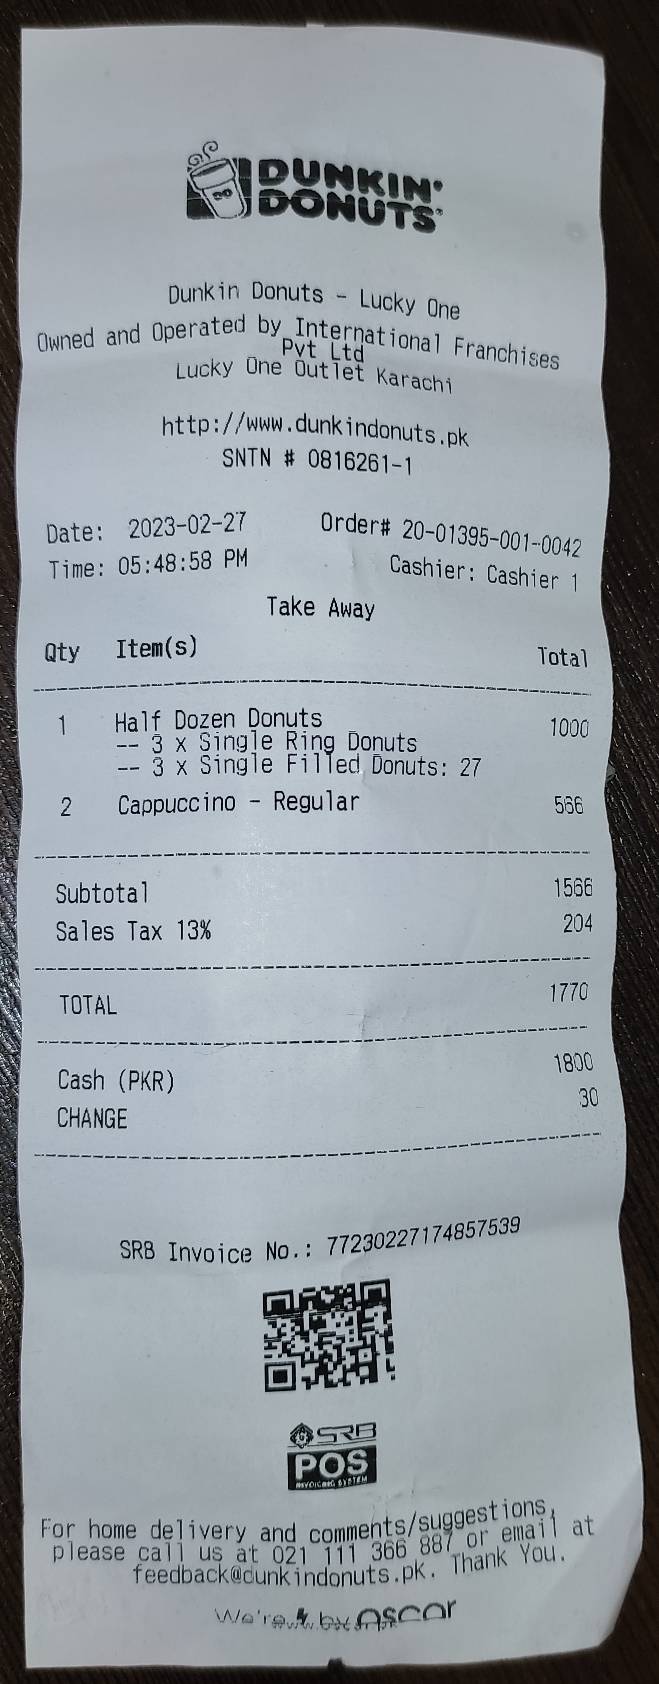 DUNKIN'
DONUTS
Dunkin Donuts - Lucky One
Owned and Operated by International Franchises
Pvt Ltd
Lucky One Outlet Karachi
http://www.dunkindonuts.pk
SNTN # 0816261-1
Date: 2023-02-27 Order# 20-01395-001-0042
Time: 05:48:58 PM Cashier: Cashier 1
Take Away
Qty Item(s) Total
1 Half Dozen Donuts 1000
-- 3 x Single Ring Donuts
-- 3 x Single Filled Donuts: 27
2 Cappuccino - Regular 566
Subtotal 1566
Sales Tax 13% 204
TOTAL 1770
Cash (PKR) 1800
CHANGE 30
SRB Invoice No.: 77230227174857539
SRB
POS
INVOICING SYSTEM
For home delivery and comments/suggestions,
please call us at 021 111 366 887 or email at
feedback@dunkindonuts.pk. Thank You.
We're by Oscar